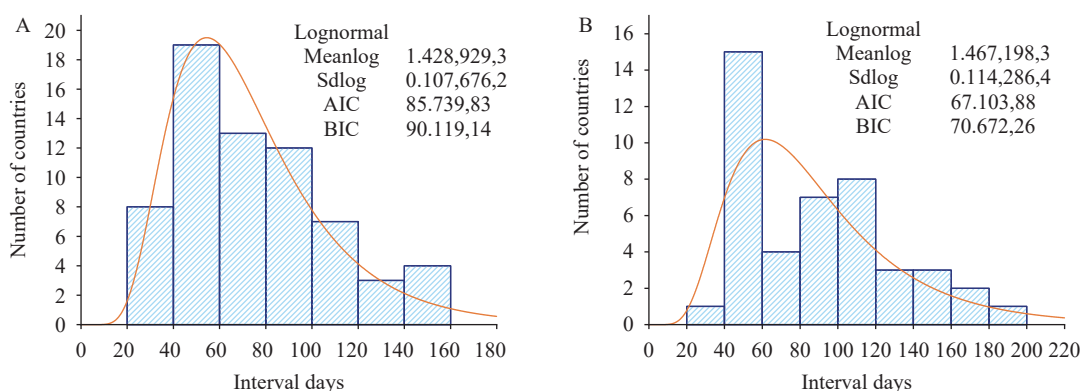 A
Lognormal
Meanlog 1.428,929,3
Sdlog 0.107,676,2
AIC 85.739,83
BIC 90.119,14
Number of countries
20
18
16
14
12
10
8
6
4
2
0
0 20 40 60 80 100 120 140 160 180
Interval days
B
Lognormal
Meanlog 1.467,198,3
Sdlog 0.114,286,4
AIC 67.103,88
BIC 70.672,26
Number of countries
16
14
12
10
8
6
4
2
0
0 20 40 60 80 100 120 140 160 180 200 220
Interval days